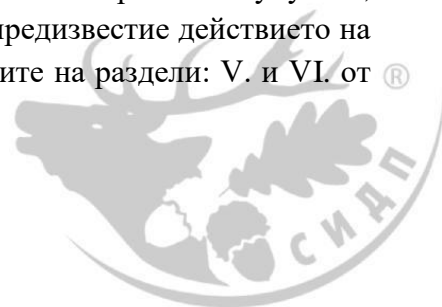 предизвестие действието на
ите на раздели: V. и VI. от
®
СИДП